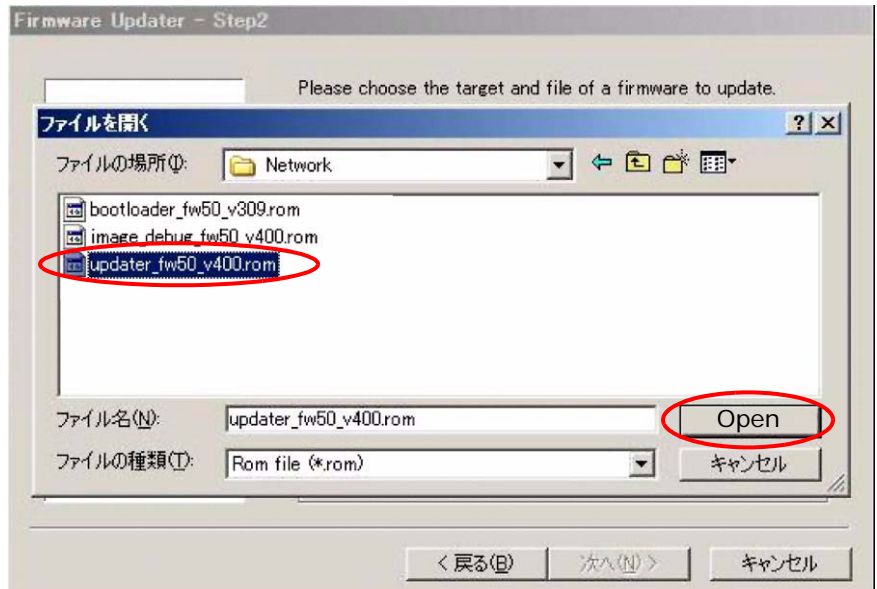 Firmware Updater - Step2
Please choose the target and file of a firmware to update.
ファイルを開く
ファイルの場所(I):
Network
bootloader_fw50_v309.rom
image_debug_fw50_v400.rom
updater_fw50_v400.rom
ファイル名(N):
updater_fw50_v400.rom
Open
ファイルの種類(T):
Rom file (*.rom)
キャンセル
< 戻る(B)
次へ(N) >
キャンセル